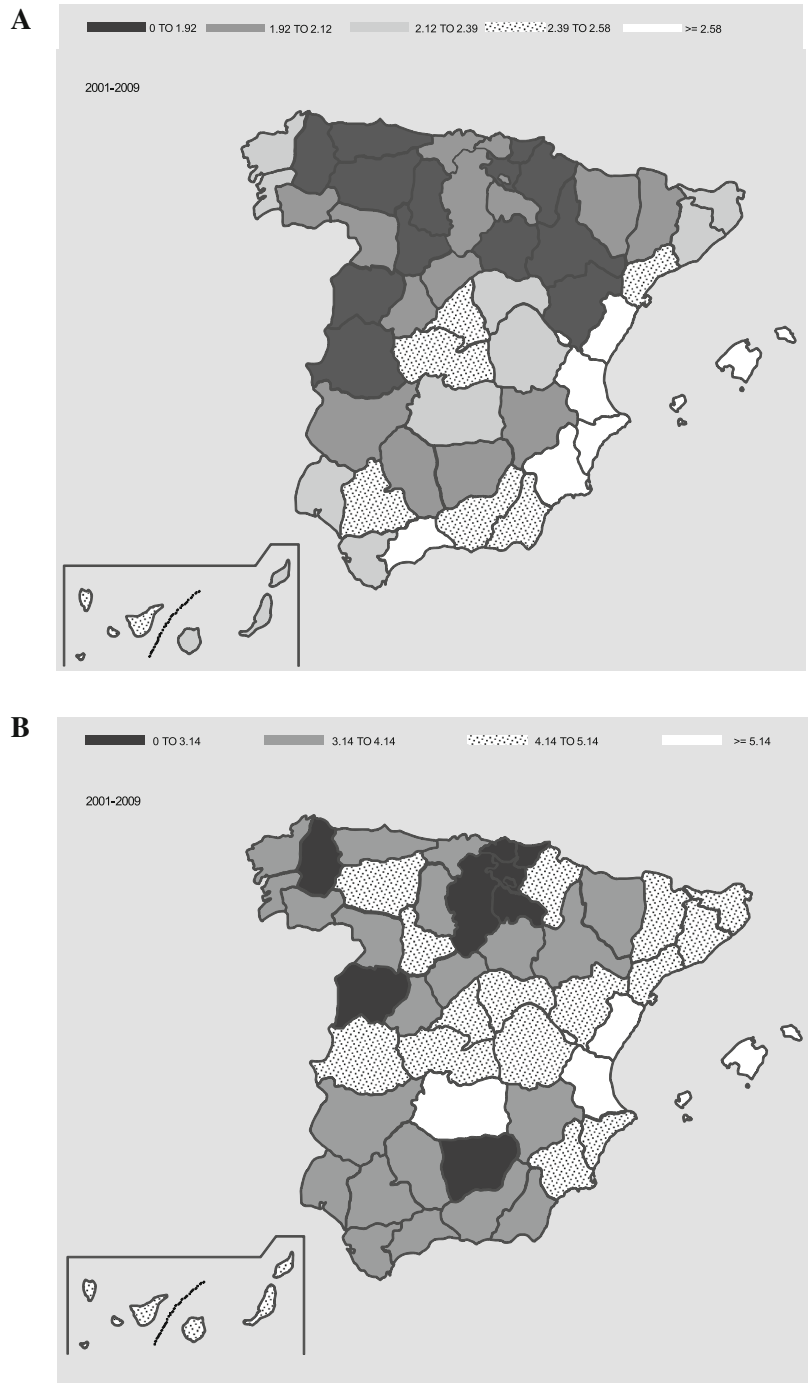 A
0 TO 1.92 1.92 TO 2.12 2.12 TO 2.39 2.39 TO 2.58 >= 2.58
2001-2009
B
0 TO 3.14 3.14 TO 4.14 4.14 TO 5.14 >= 5.14
2001-2009